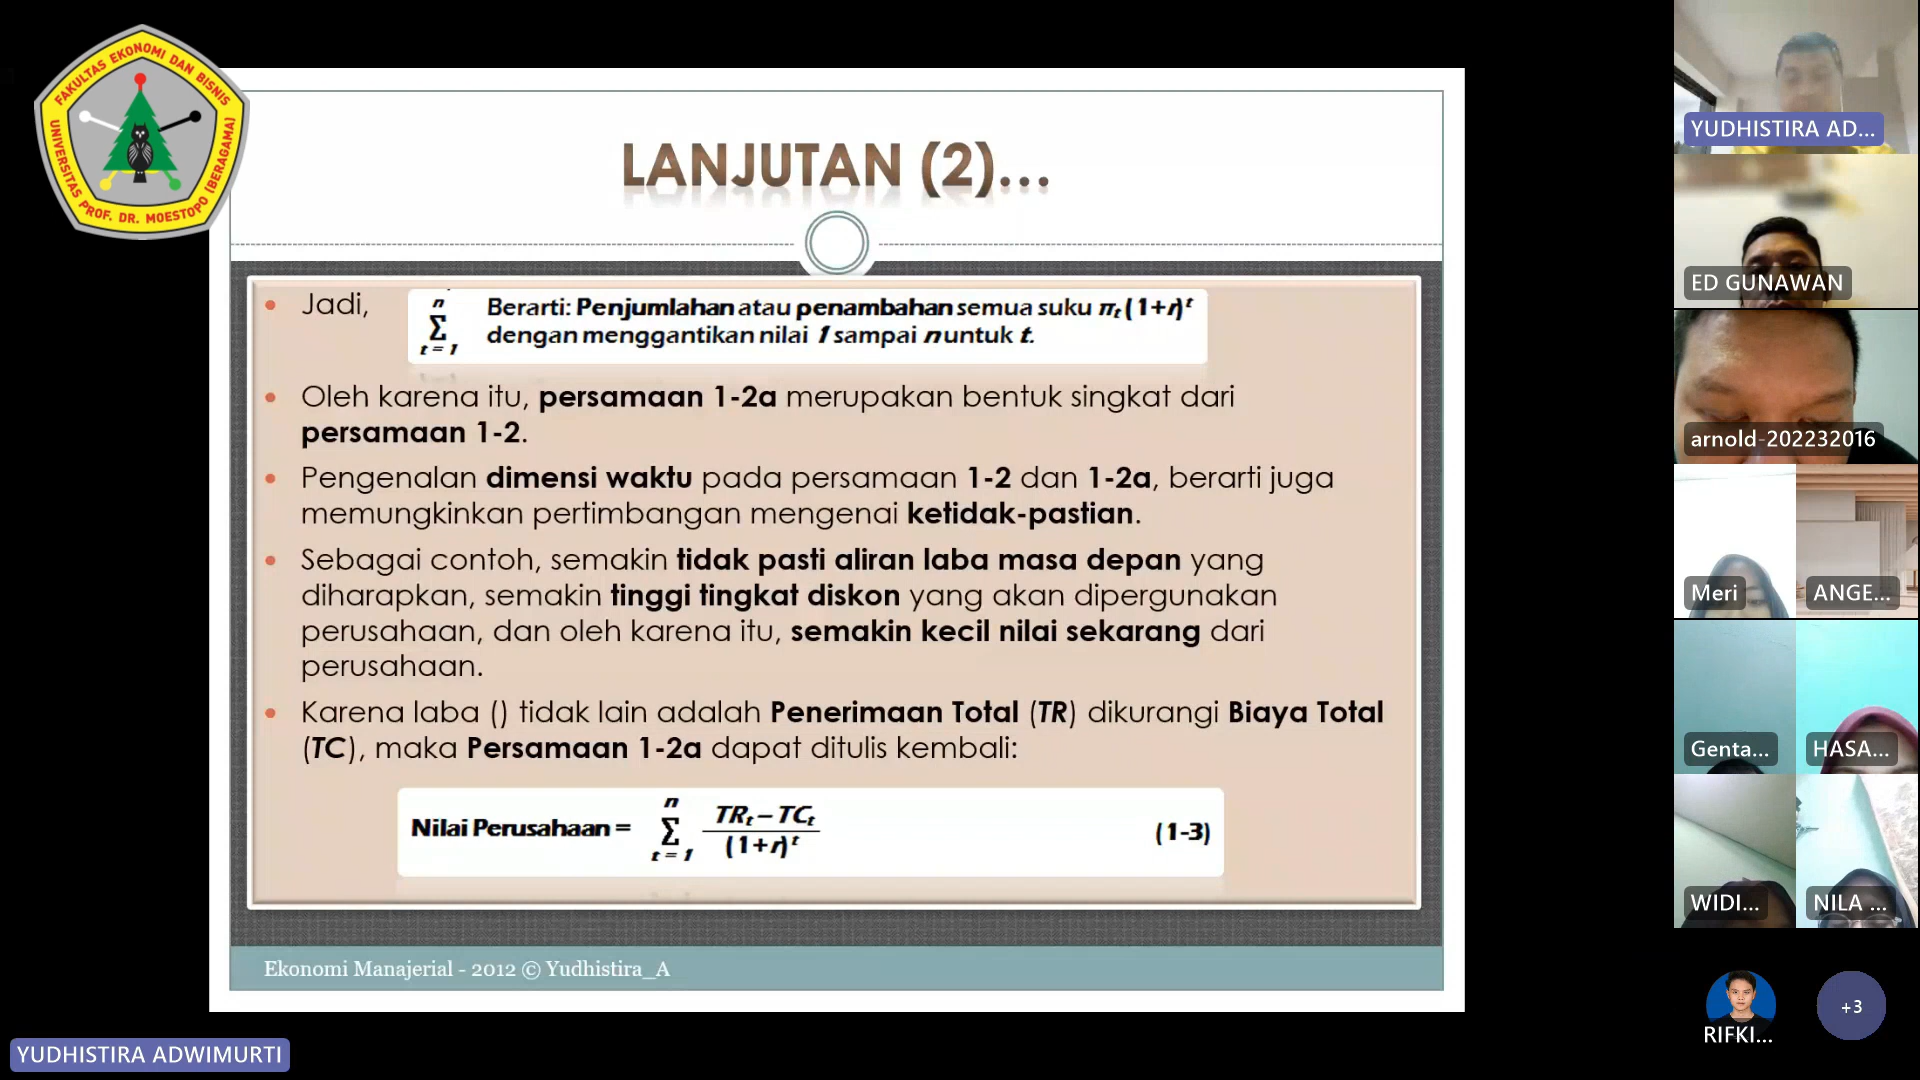 FAKULTAS EKONOMI DAN BISNIS
UNIVERSITAS PROF. DR. MOESTOPO (BERAGAMA)
LANJUTAN (2)...
• Jadi,
n
Σ
t = 1
Berarti: Penjumlahan atau penambahan semua suku πₜ(1+r)ᵗ
dengan menggantikan nilai 1 sampai n untuk t.
• Oleh karena itu, persamaan 1-2a merupakan bentuk singkat dari
persamaan 1-2.
• Pengenalan dimensi waktu pada persamaan 1-2 dan 1-2a, berarti juga
memungkinkan pertimbangan mengenai ketidak-pastian.
• Sebagai contoh, semakin tidak pasti aliran laba masa depan yang
diharapkan, semakin tinggi tingkat diskon yang akan dipergunakan
perusahaan, dan oleh karena itu, semakin kecil nilai sekarang dari
perusahaan.
• Karena laba () tidak lain adalah Penerimaan Total (TR) dikurangi Biaya Total
(TC), maka Persamaan 1-2a dapat ditulis kembali:
Nilai Perusahaan =
n
Σ
t = 1
TRₜ – TCₜ
(1+r)ᵗ
(1-3)
Ekonomi Manajerial - 2012 © Yudhistira_A
YUDHISTIRA ADWIMURTI
YUDHISTIRA AD...
ED GUNAWAN
arnold-202232016
Meri
ANGE...
Genta...
HASA...
WIDI...
NILA ...
RIFKI...
+3